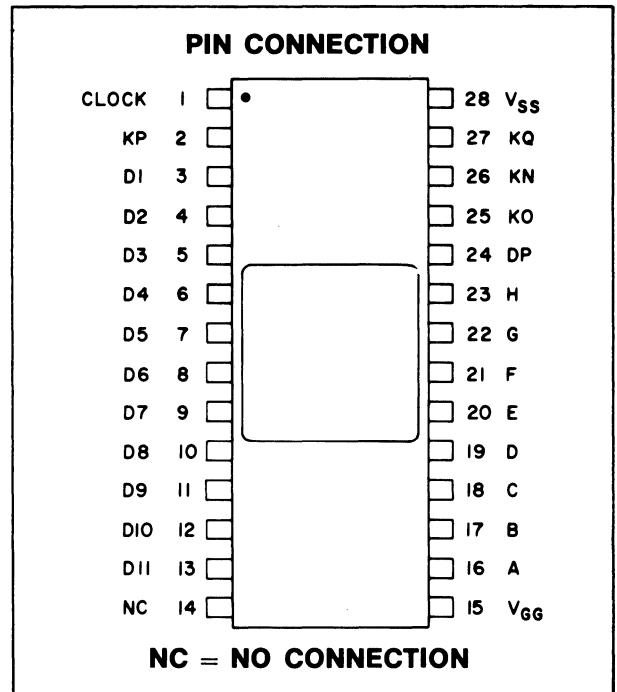 PIN CONNECTION
CLOCK 1 28 VSS
KP 2 27 KQ
D1 3 26 KN
D2 4 25 KO
D3 5 24 DP
D4 6 23 H
D5 7 22 G
D6 8 21 F
D7 9 20 E
D8 10 19 D
D9 11 18 C
D10 12 17 B
D11 13 16 A
NC 14 15 VGG
NC = NO CONNECTION